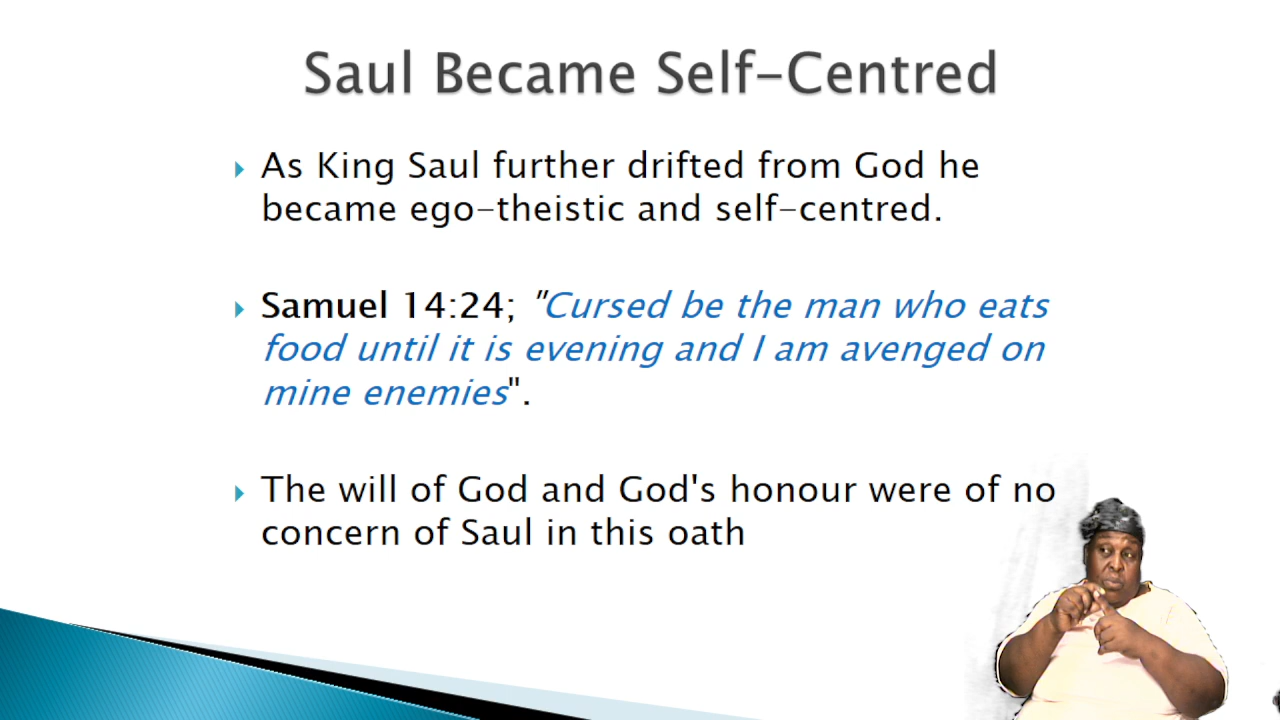 Saul Became Self-Centred
As King Saul further drifted from God he
became ego-theistic and self-centred.
Samuel 14:24; "Cursed be the man who eats
food until it is evening and I am avenged on
mine enemies".
The will of God and God's honour were of no
concern of Saul in this oath